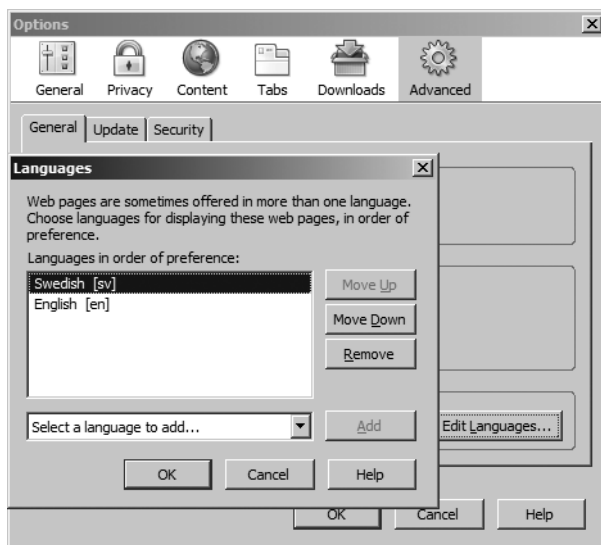 Options
General Privacy Content Tabs Downloads Advanced
General Update Security
Languages
Web pages are sometimes offered in more than one language.
Choose languages for displaying these web pages, in order of
preference.
Languages in order of preference:
Swedish [sv]
English [en]
Move Up
Move Down
Remove
Select a language to add...
Add
Edit Languages...
OK Cancel Help
OK Cancel Help